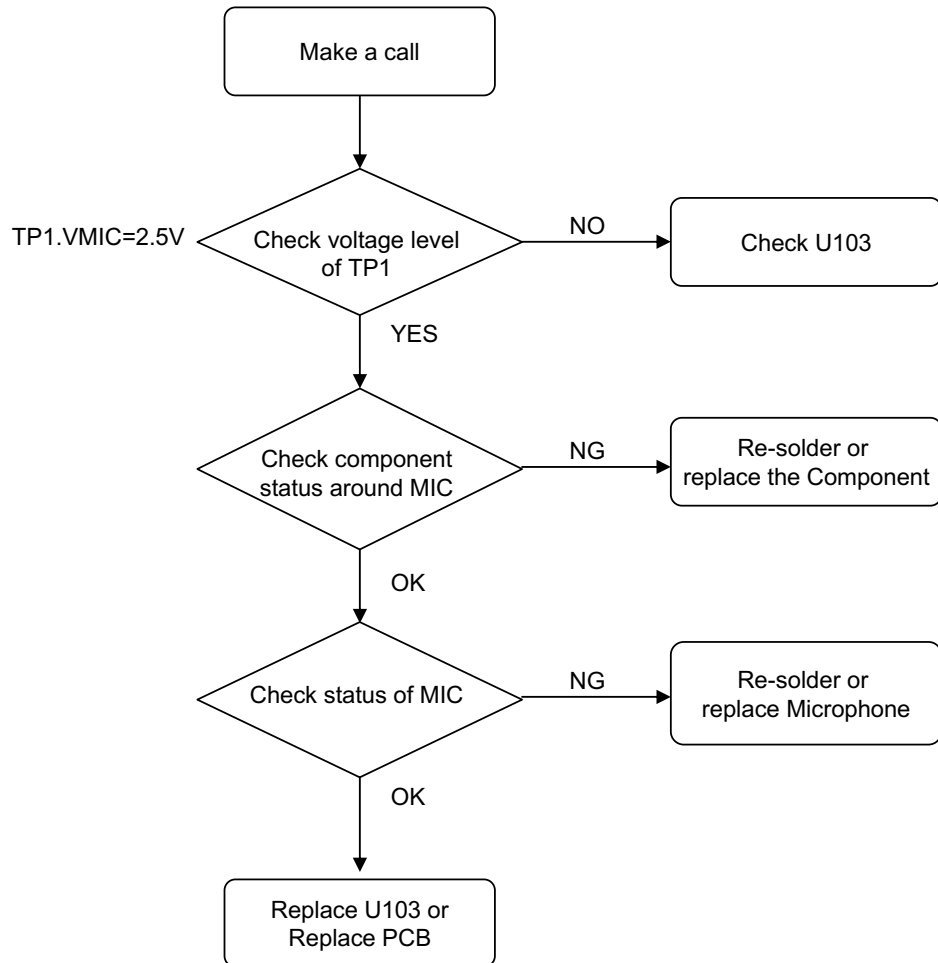 Make a call
TP1.VMIC=2.5V
Check voltage level
of TP1
NO
Check U103
YES
Check component
status around MIC
NG
Re-solder or
replace the Component
OK
Check status of MIC
NG
Re-solder or
replace Microphone
OK
Replace U103 or
Replace PCB